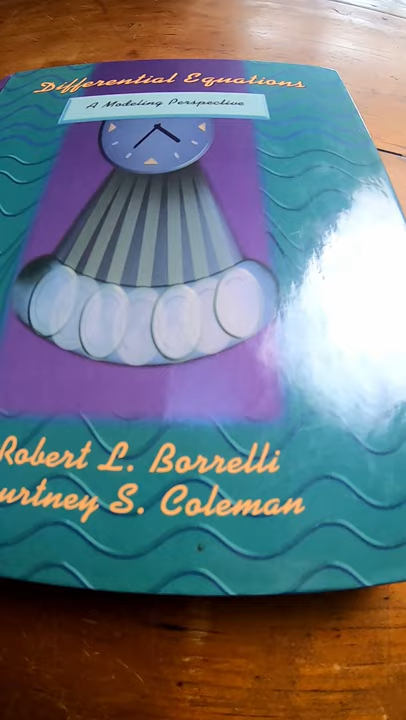 Differential Equations
A Modeling Perspective
Robert L. Borrelli
urtney S. Coleman